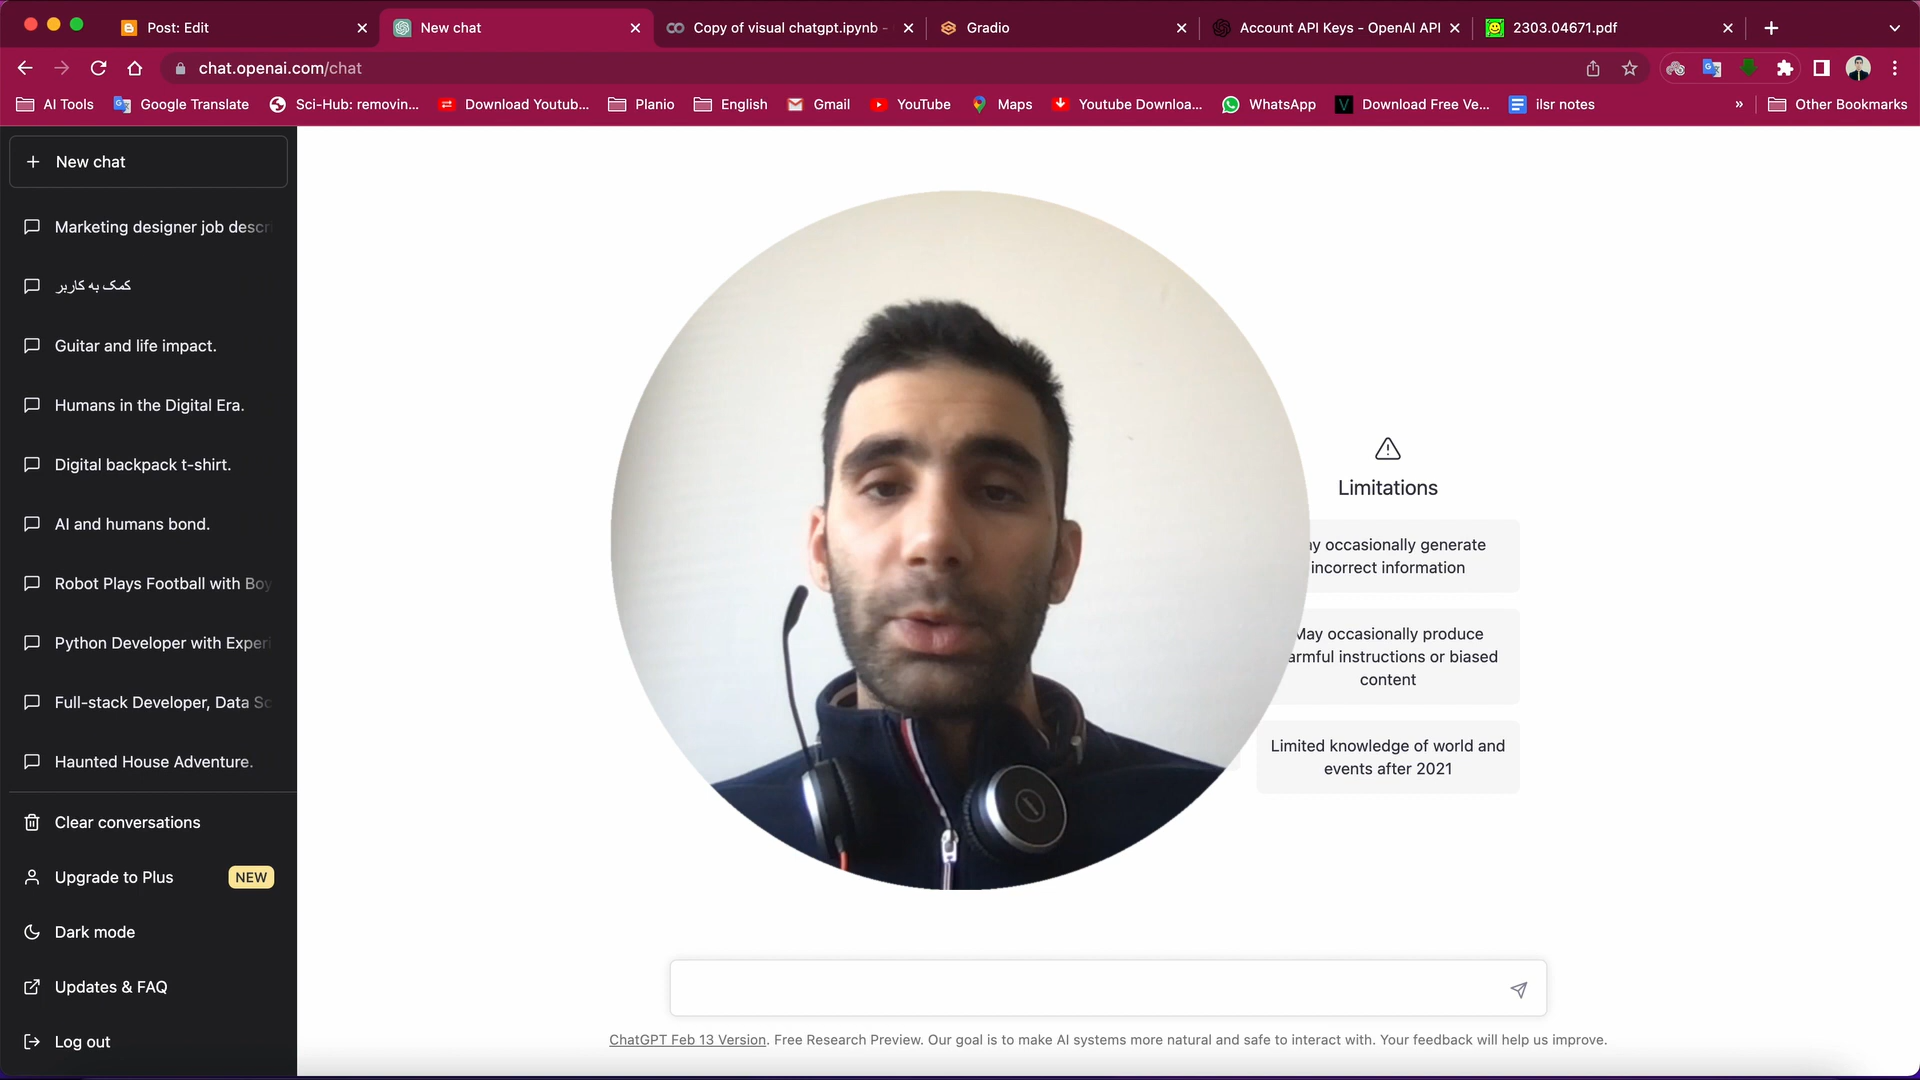 Post: Edit
New chat
Copy of visual chatgpt.ipynb -
Gradio
Account API Keys - OpenAI API
2303.04671.pdf
chat.openai.com/chat
AI Tools
Google Translate
Sci-Hub: removin...
Download Youtub...
Planio
English
Gmail
YouTube
Maps
Youtube Downloa...
WhatsApp
Download Free Ve...
ilsr notes
»
Other Bookmarks
New chat
Marketing designer job descr
کمک به کاربر
Guitar and life impact.
Humans in the Digital Era.
Digital backpack t-shirt.
AI and humans bond.
Robot Plays Football with Boy
Python Developer with Experi
Full-stack Developer, Data Sc
Haunted House Adventure.
Clear conversations
Upgrade to Plus
NEW
Dark mode
Updates & FAQ
Log out
Limitations
occasionally generate
incorrect information
May occasionally produce
instructions or biased
content
Limited knowledge of world and
events after 2021
ChatGPT Feb 13 Version. Free Research Preview. Our goal is to make AI systems more natural and safe to interact with. Your feedback will help us improve.